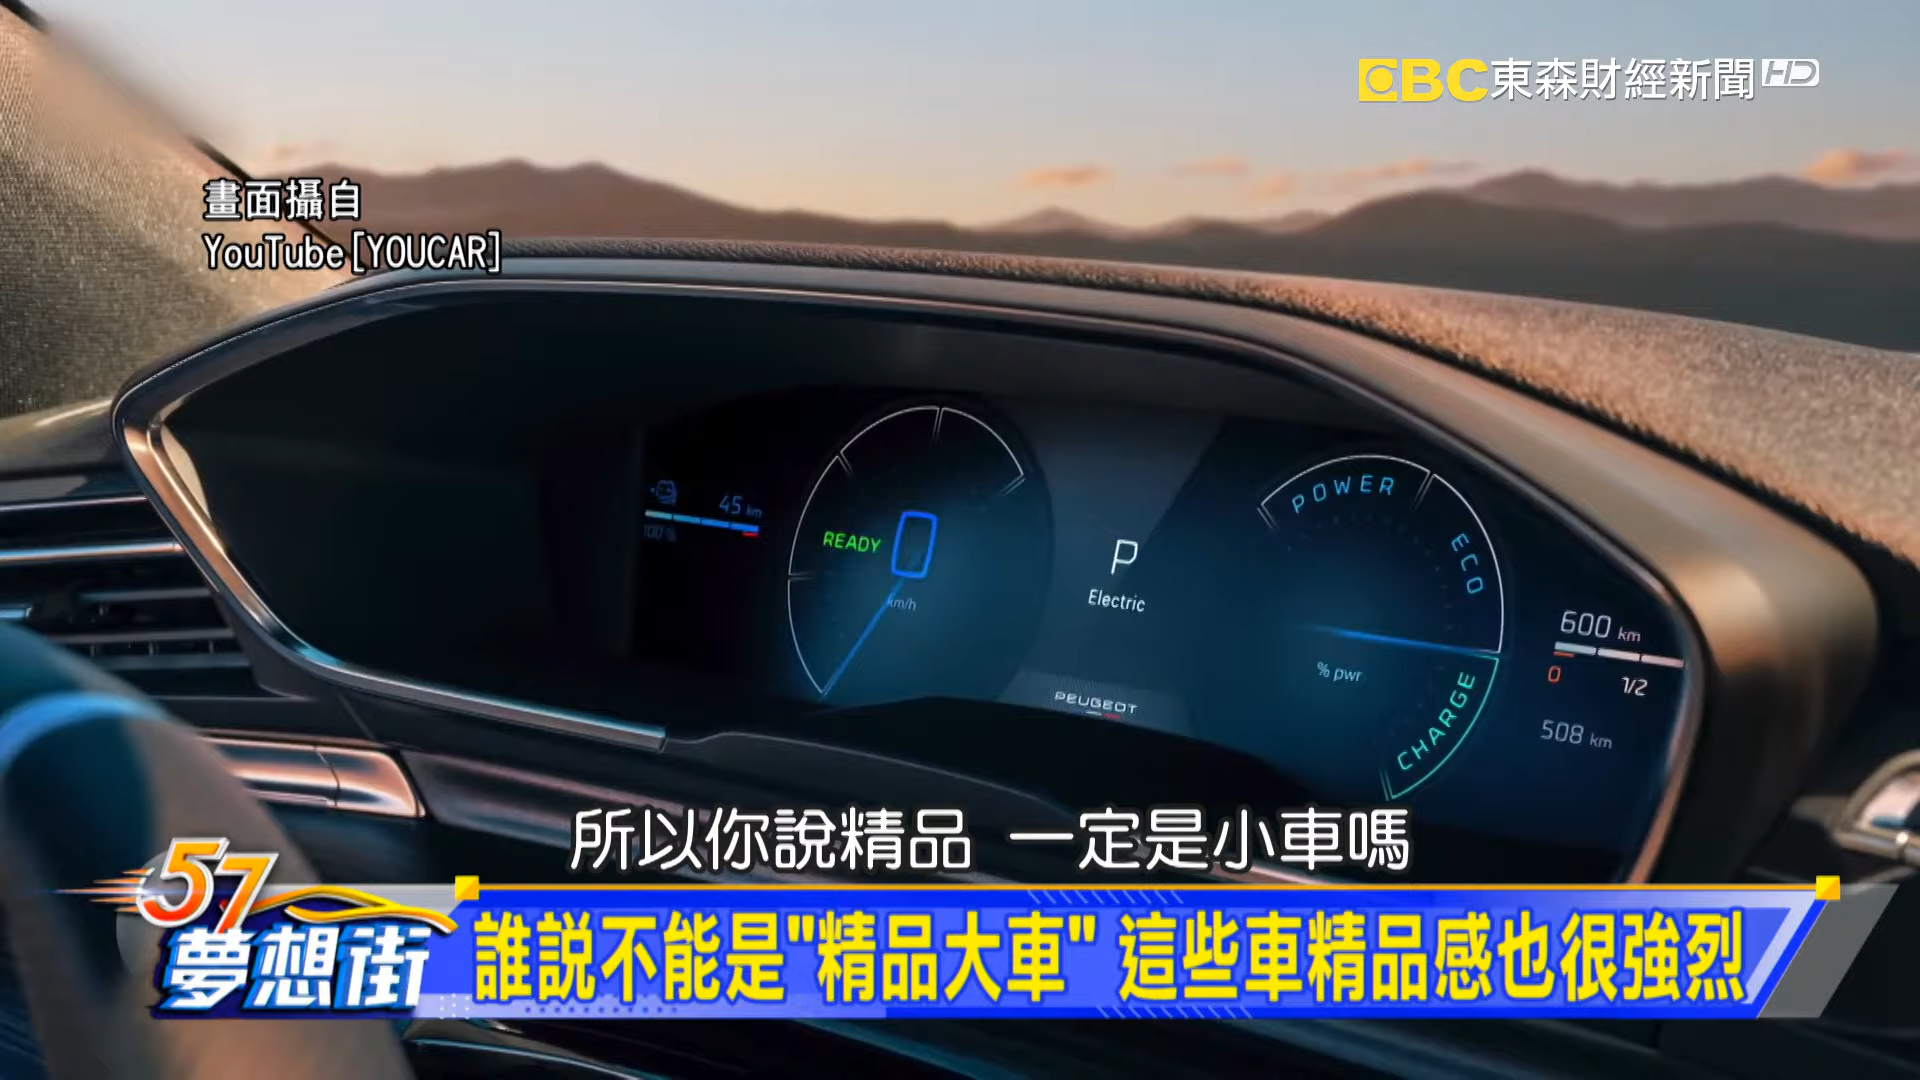 EBC東森財經新聞HD
畫面攝自
YouTube[YOUCAR]
45 km
100 %
READY
0
km/h
P
Electric
PEUGEOT
POWER
ECO
CHARGE
% pwr
600 km
0 1/2
508 km
所以你說精品 一定是小車嗎
57
夢想街
誰說不能是"精品大車" 這些車精品感也很強烈